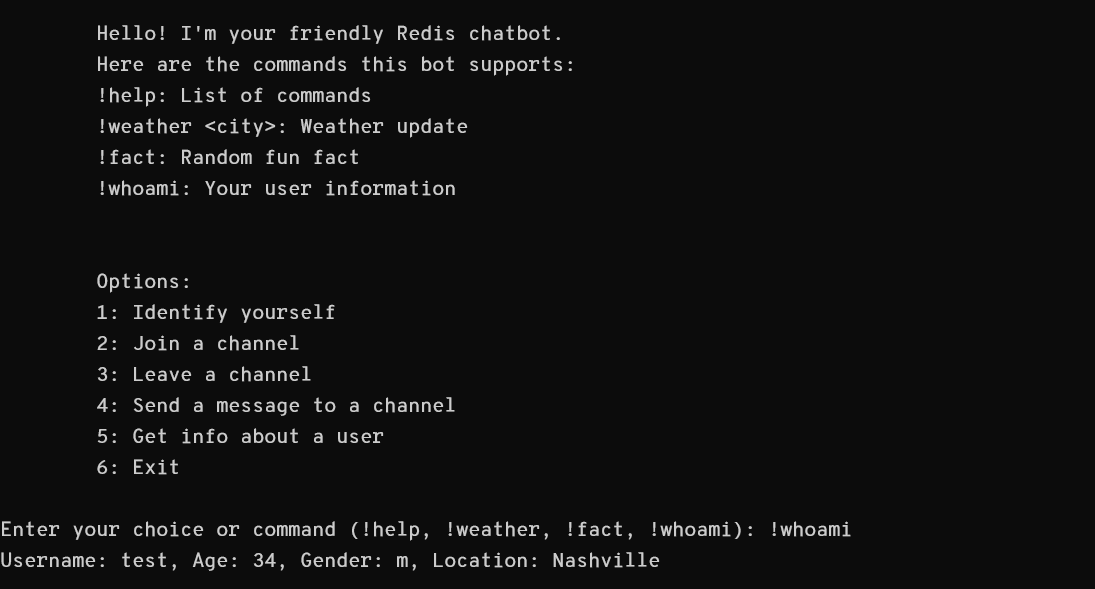 Hello! I'm your friendly Redis chatbot.
Here are the commands this bot supports:
!help: List of commands
!weather <city>: Weather update
!fact: Random fun fact
!whoami: Your user information
Options:
1: Identify yourself
2: Join a channel
3: Leave a channel
4: Send a message to a channel
5: Get info about a user
6: Exit
Enter your choice or command (!help, !weather, !fact, !whoami): !whoami
Username: test, Age: 34, Gender: m, Location: Nashville